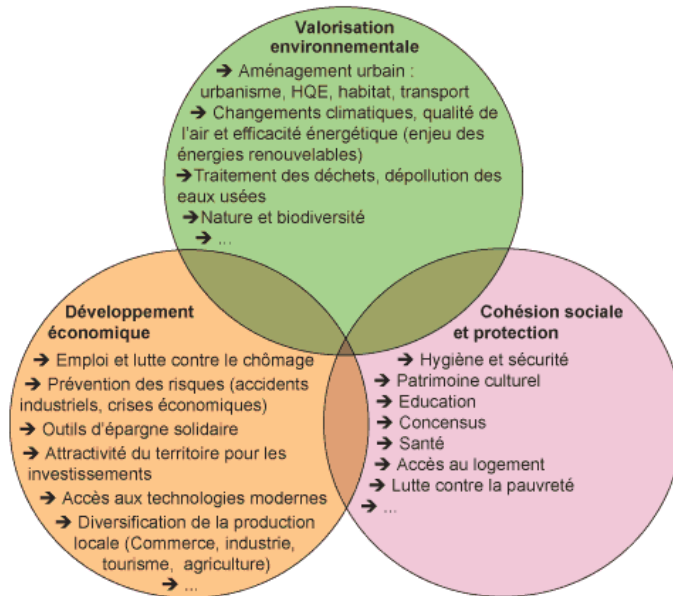 Valorisation
environnementale
➔ Aménagement urbain :
urbanisme, HQE, habitat, transport
➔ Changements climatiques, qualité de
l'air et efficacité énergétique (enjeu des
énergies renouvelables)
➔ Traitement des déchets, dépollution des
eaux usées
➔ Nature et biodiversité
➔ ...
Développement
économique
➔ Emploi et lutte contre le chômage
➔ Prévention des risques (accidents
industriels, crises économiques)
➔ Outils d'épargne solidaire
➔ Attractivité du territoire pour les
investissements
➔ Accès aux technologies modernes
➔ Diversification de la production
locale (Commerce, industrie,
tourisme, agriculture)
➔ ...
Cohésion sociale
et protection
➔ Hygiène et sécurité
➔ Patrimoine culturel
➔ Education
➔ Concensus
➔ Santé
➔ Accès au logement
➔ Lutte contre la pauvreté
➔ ...